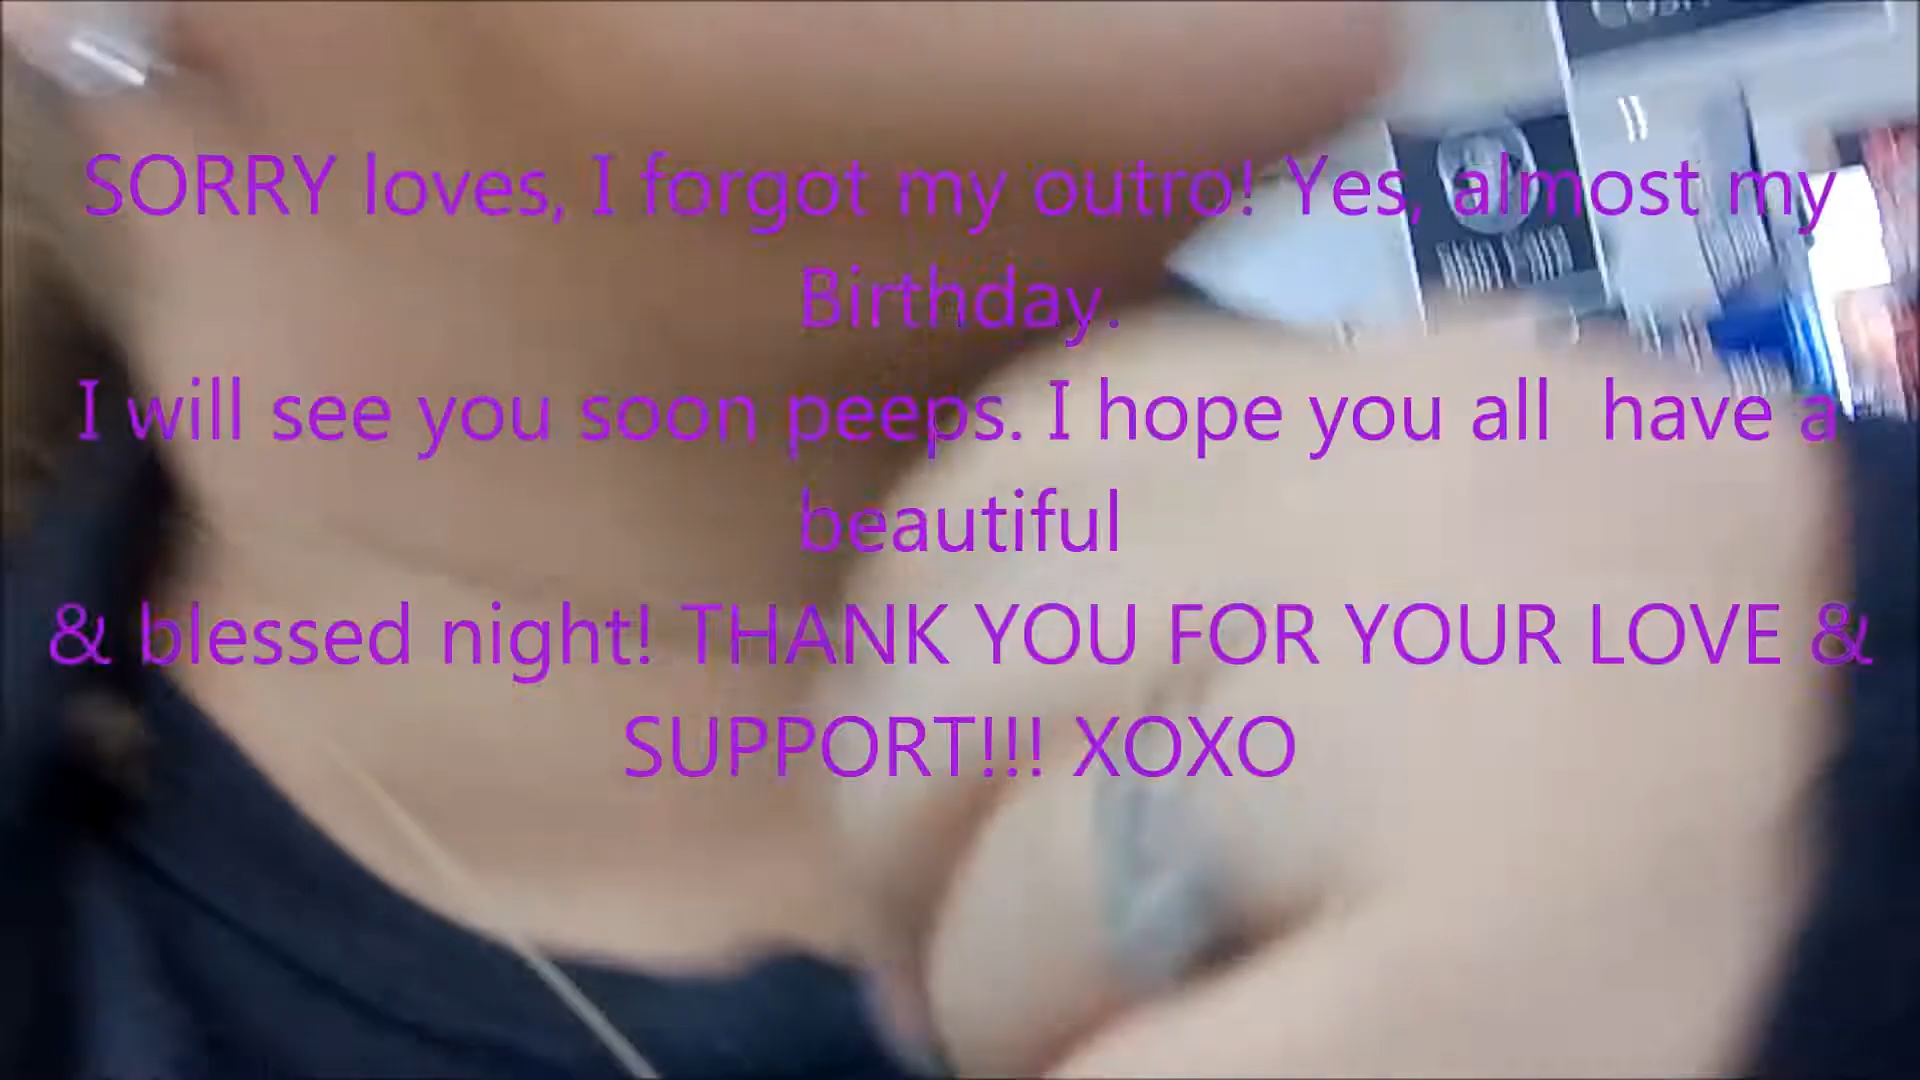 SORRY loves, I forgot my outro! Yes, almost my
Birthday.
I will see you soon peeps. I hope you all  have a
beautiful
& blessed night! THANK YOU FOR YOUR LOVE &
SUPPORT!!! XOXO